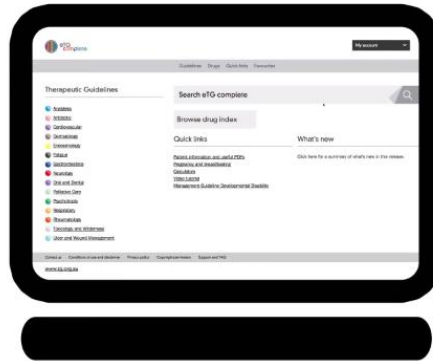 eTG complete
My account
Guidelines Drugs Quick links Favourites
Therapeutic Guidelines
Search eTG complete
Analgesic
Antibiotic
Cardiovascular
Dermatology
Endocrinology
Fatigue
Gastrointestinal
Neurology
Oral and Dental
Palliative Care
Psychotropic
Respiratory
Rheumatology
Toxicology and Wilderness
Ulcer and Wound Management
Browse drug index
Quick links
Patient information and useful PDFs
Pregnancy and breastfeeding
Calculators
Video tutorial
Management Guideline Developmental Disability
What's new
Click here for a summary of what's new in this release.
Contact us Conditions of use and disclaimer Privacy policy Copyright permission Support and FAQ
www.tg.org.au